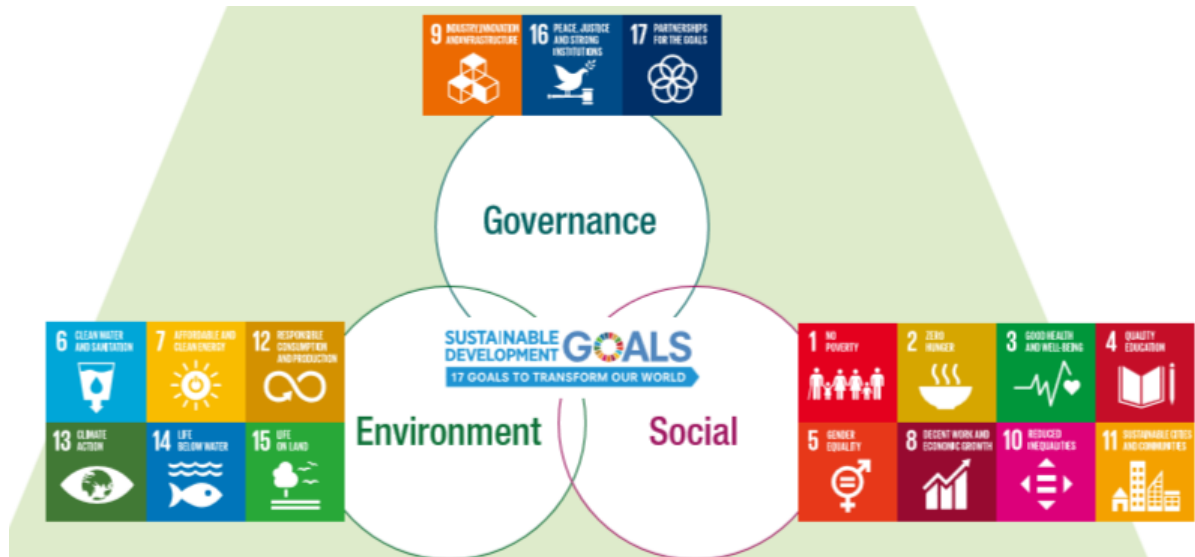 9 INDUSTRY, INNOVATION
AND INFRASTRUCTURE
16 PEACE, JUSTICE
AND STRONG
INSTITUTIONS
17 PARTNERSHIPS
FOR THE GOALS
Governance
SUSTAINABLE
DEVELOPMENT GOALS
17 GOALS TO TRANSFORM OUR WORLD
6 CLEAN WATER
AND SANITATION
7 AFFORDABLE AND
CLEAN ENERGY
12 RESPONSIBLE
CONSUMPTION
AND PRODUCTION
13 CLIMATE
ACTION
14 LIFE
BELOW WATER
15 LIFE
ON LAND
Environment
Social
1 NO
POVERTY
2 ZERO
HUNGER
3 GOOD HEALTH
AND WELL-BEING
4 QUALITY
EDUCATION
5 GENDER
EQUALITY
8 DECENT WORK AND
ECONOMIC GROWTH
10 REDUCED
INEQUALITIES
11 SUSTAINABLE CITIES
AND COMMUNITIES